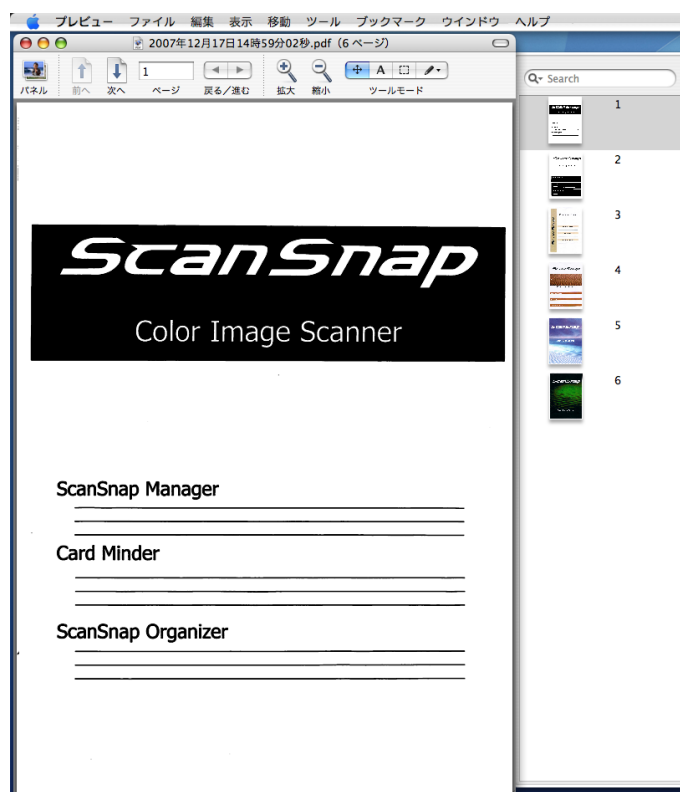 プレビュー ファイル 編集 表示 移動 ツール ブックマーク ウインドウ ヘルプ
2007年12月17日14時59分02秒.pdf (6 ページ)
1
A
パネル 前へ 次へ ページ 戻る/進む 拡大 縮小 ツールモード
Search
1
2
3
4
5
6
ScanSnap
Color Image Scanner
ScanSnap Manager
Card Minder
ScanSnap Organizer